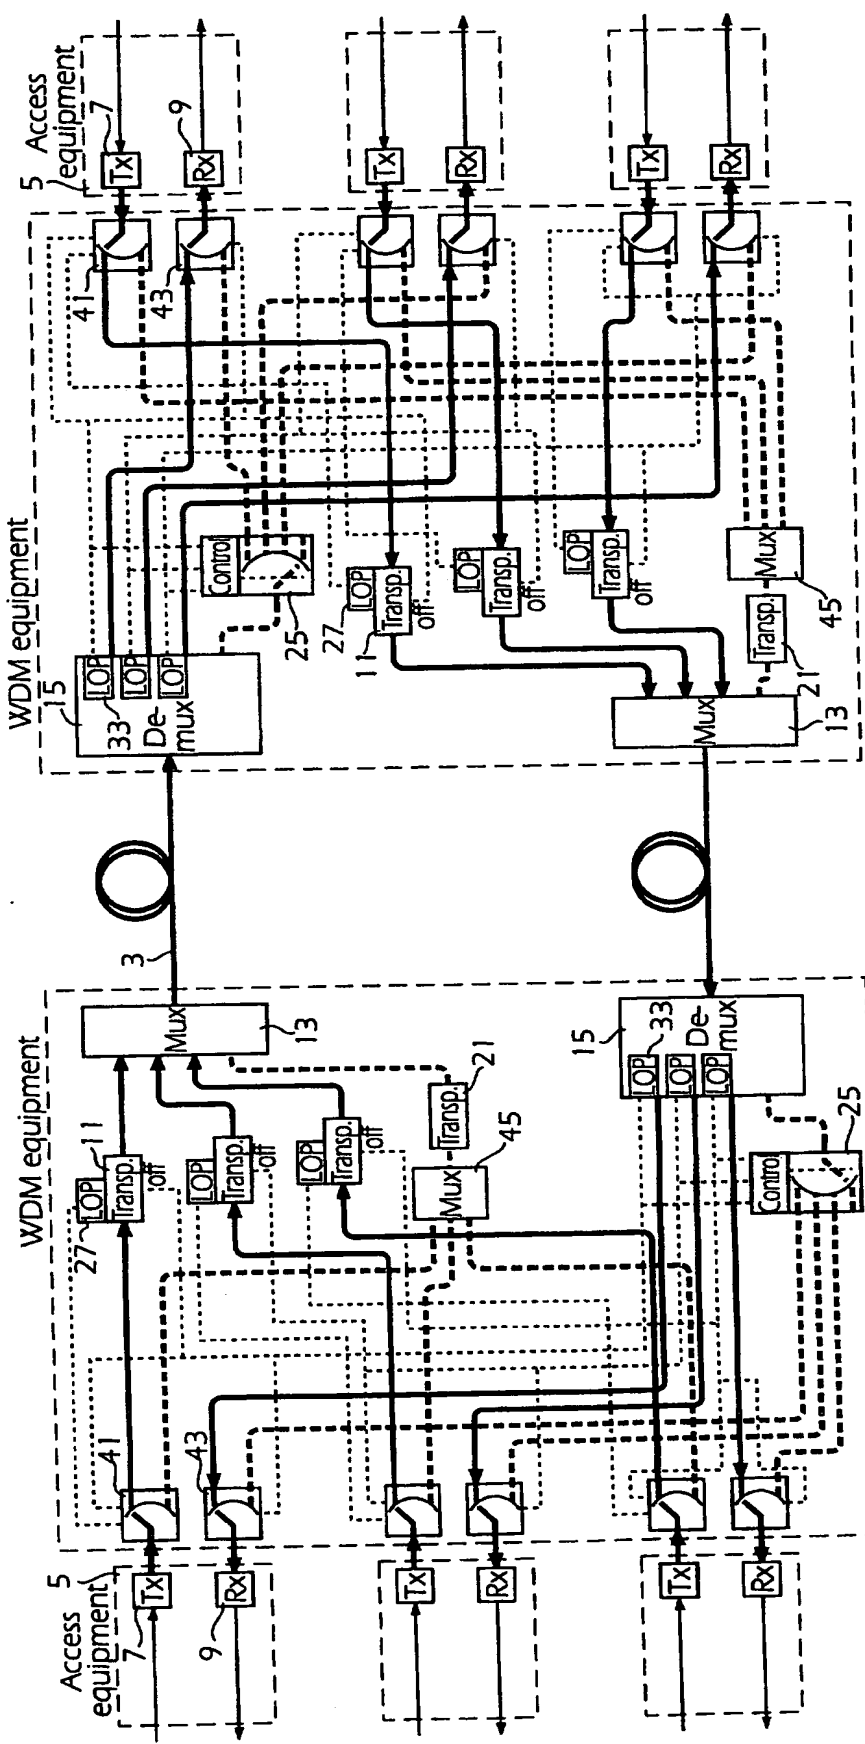 Access
equipment
5
Tx
7
Rx
9
Tx
Rx
Tx
Rx
WDM equipment
41
43
27
LOP
11
Transp.
off
LOP
Transp.
off
LOP
Transp.
off
Mux
13
Mux
45
Transp.
21
15
LOP
33
LOP
LOP
De-
mux
Control
25
3
WDM equipment
15
LOP
33
LOP
LOP
De-
mux
Control
25
27
LOP
11
Transp.
off
LOP
Transp.
off
LOP
Transp.
off
Mux
13
Transp.
21
Mux
45
41
43
Access
equipment
5
Tx
7
Rx
9
Tx
Rx
Tx
Rx